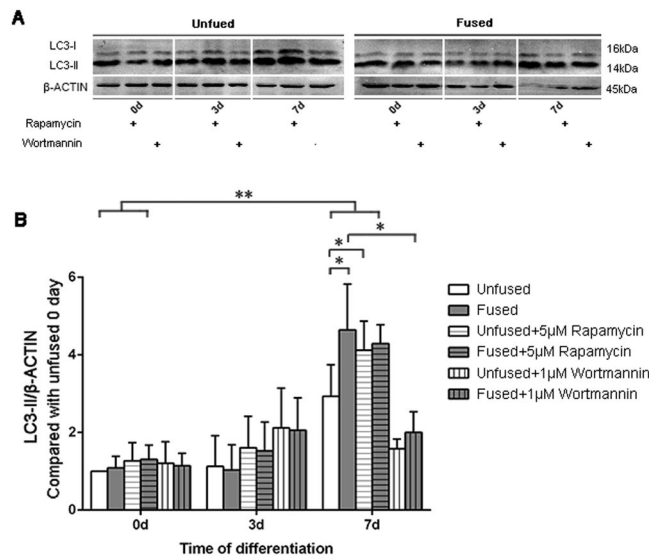 A
Unfued
Fused
LC3-I
LC3-II
β-ACTIN
16kDa
14kDa
45kDa
0d 3d 7d 0d 3d 7d
Rapamycin + + + + + +
Wortmannin + + . + + +
B
** 
* * *
LC3-II/β-ACTIN
Compared with unfused 0 day
6
4
2
0
0d 3d 7d
Time of differentiation
Unfused
Fused
Unfused+5μM Rapamycin
Fused+5μM Rapamycin
Unfused+1μM Wortmannin
Fused+1μM Wortmannin